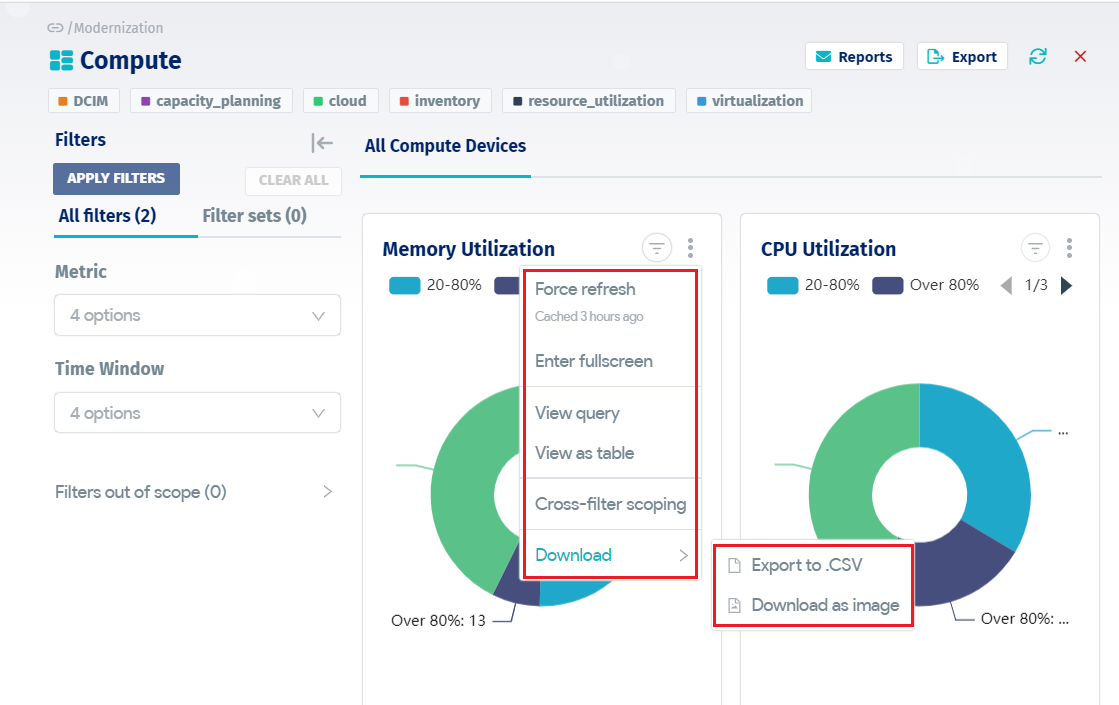 /Modernization
Compute
Reports
Export
DCIM
capacity_planning
cloud
inventory
resource_utilization
virtualization
Filters
APPLY FILTERS
CLEAR ALL
All filters (2)
Filter sets (0)
Metric
4 options
Time Window
4 options
Filters out of scope (0)
All Compute Devices
Memory Utilization
20-80%
Force refresh
Cached 3 hours ago
Enter fullscreen
View query
View as table
Cross-filter scoping
Download
Export to .CSV
Download as image
Over 80%: 13
CPU Utilization
20-80%
Over 80%
1/3
...
Over 80%: ...